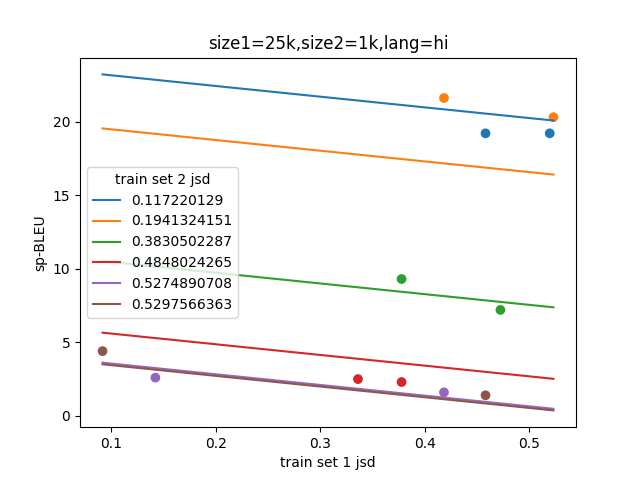 size1=25k,size2=1k,lang=hi
sp-BLEU
20
15
10
5
0
train set 2 jsd
0.117220129
0.1941324151
0.3830502287
0.4848024265
0.5274890708
0.5297566363
0.1 0.2 0.3 0.4 0.5
train set 1 jsd